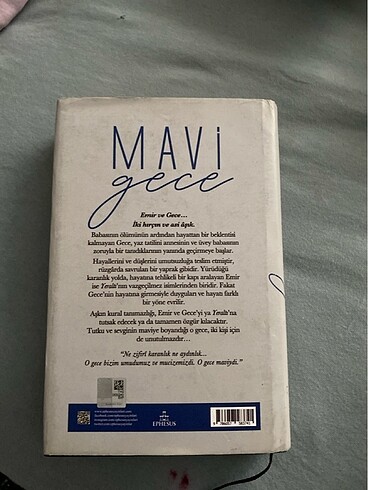 MAVi
gece
Emir ve Gece...
İki hırçın ve asi âşık.
Babasının ölümünün ardından hayattan bir beklentisi
kalmayan Gece, yaz tatilini annesinin ve üvey babasının
zoruyla bir tanıdıklarının yanında geçirmeye başlar.
Hayallerini ve düşlerini umutsuzluğa teslim etmiştir,
rüzgârda savrulan bir yaprak gibidir. Yürüdüğü
karanlık yolda, hayatına tehlikeli bir kapı aralayan Emir
ise Yeraltı'nın vazgeçilmez isimlerinden biridir. Fakat
Gece'nin hayatına girmesiyle duyguları ve hayatı farklı
bir yöne evrilir.
Aşkın kural tanımazlığı, Emir ve Gece'yi ya Yeraltı'na
tutsak edecek ya da tamamen özgür kılacaktır.
Tutku ve sevginin maviye boyandığı o gece, iki kişi için
de unutulmazdır...
"Ne zifirî karanlık ne aydınlık...
O gece bizim umudumuz ve mucizemizdi. O gece maviydi."
EPHESUS